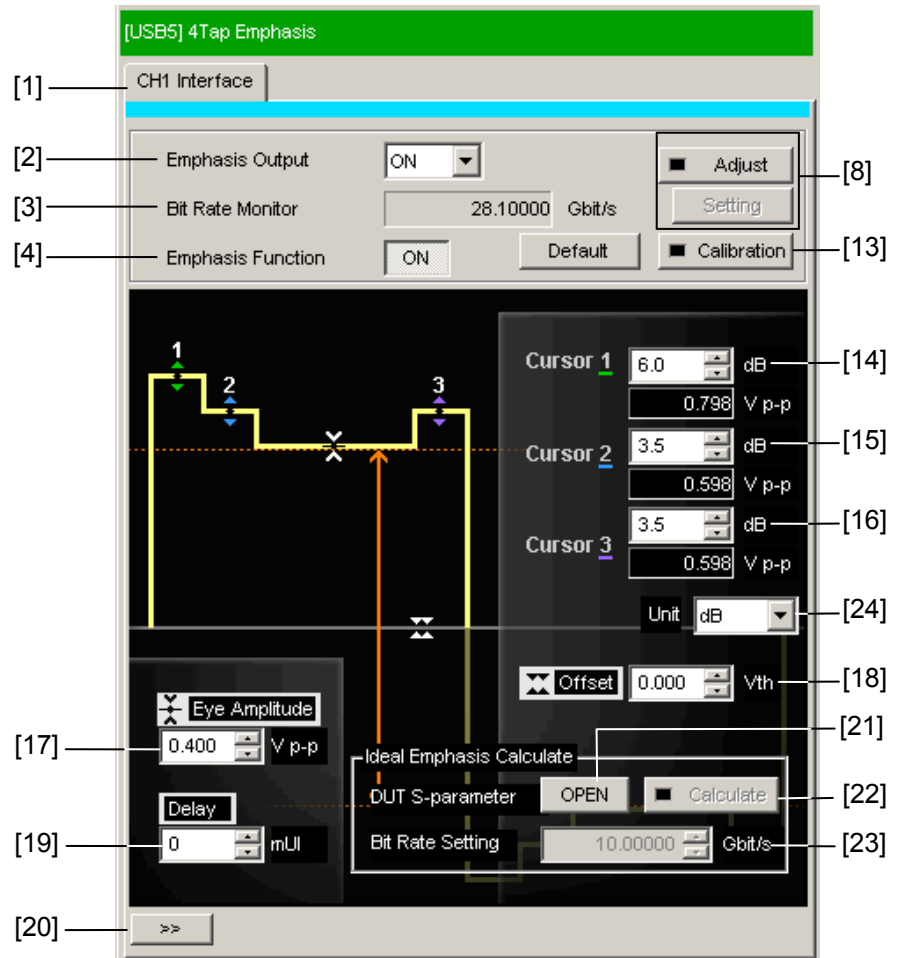 [USB5] 4Tap Emphasis
[1] CH1 Interface
[2] Emphasis Output ON Adjust [8]
[3] Bit Rate Monitor 28.10000 Gbit/s Setting
[4] Emphasis Function ON Default Calibration [13]
1 2 3
Cursor 1 6.0 dB [14]
0.798 V p-p
Cursor 2 3.5 dB [15]
0.598 V p-p
Cursor 3 3.5 dB [16]
0.598 V p-p
Unit dB [24]
Offset 0.000 Vth [18]
[17] Eye Amplitude
0.400 V p-p
[21]
Ideal Emphasis Calculate
DUT S-parameter OPEN Calculate [22]
Bit Rate Setting 10.00000 Gbit/s [23]
Delay
[19] 0 mUI
[20] >>